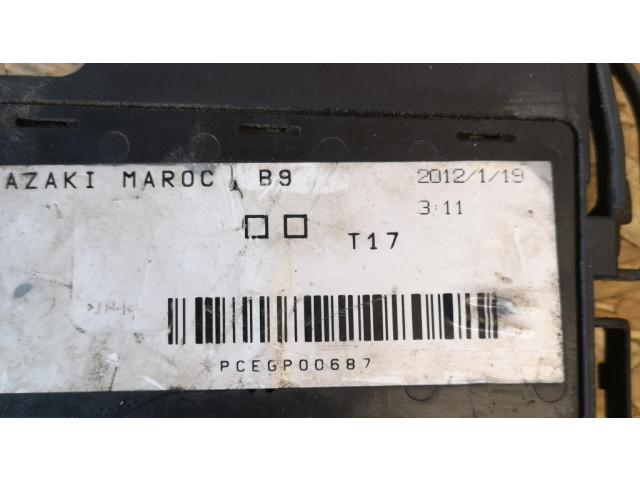 AZAKI MAROC B9 2012/1/19
3:11
□□ T17
PCEGP00687